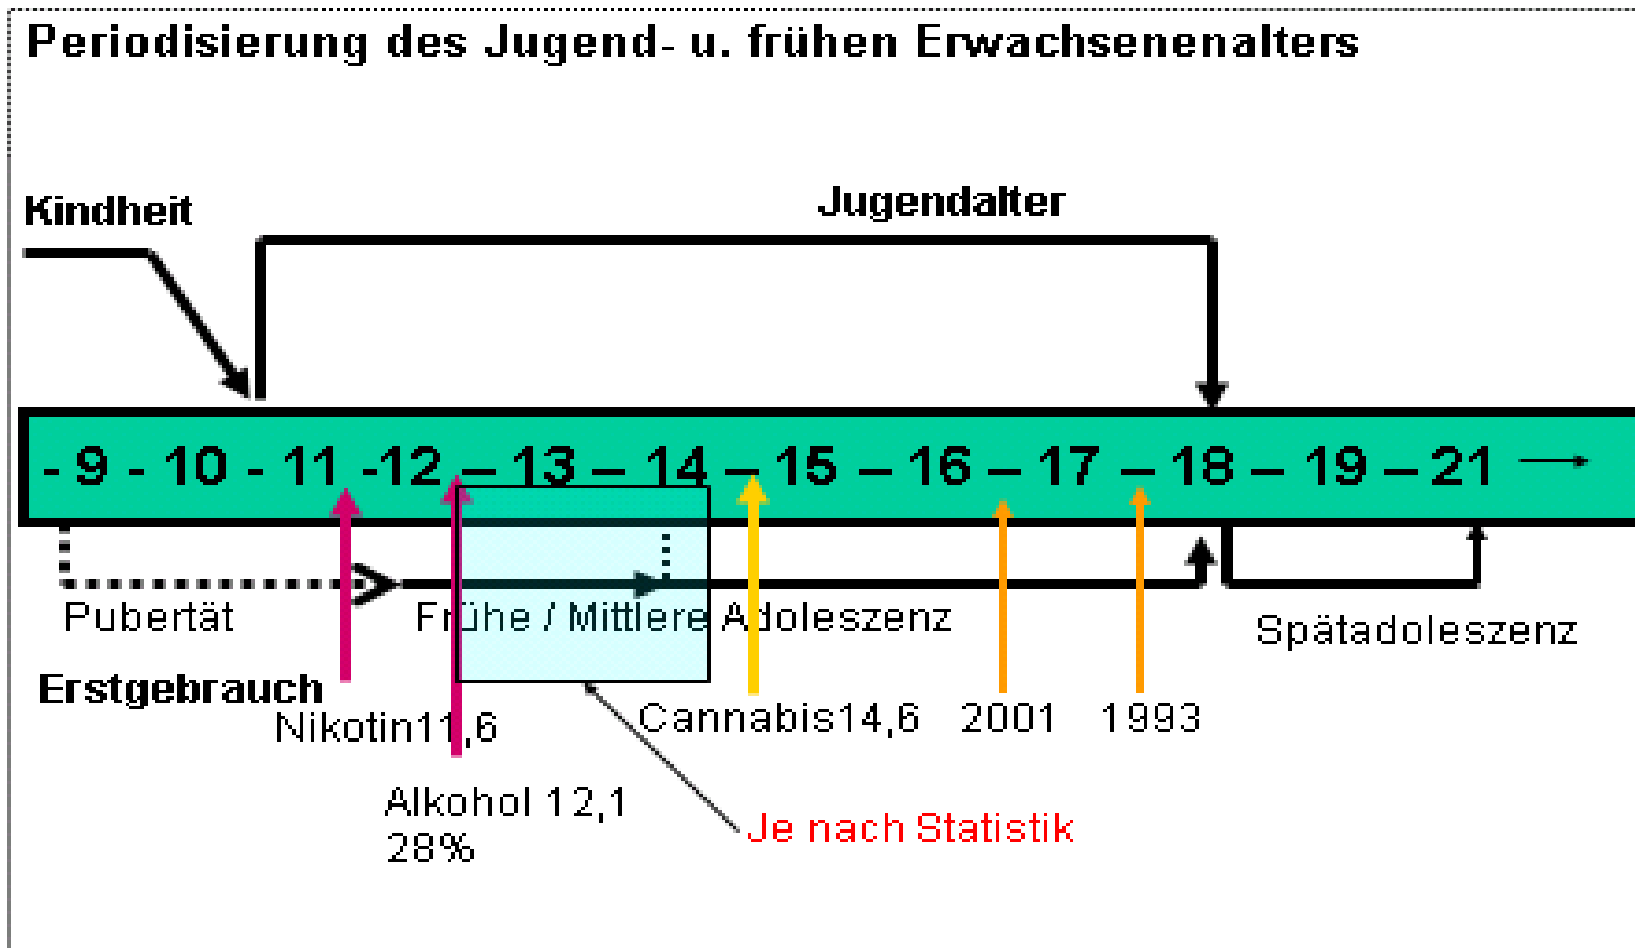 Periodisierung des Jugend- u. frühen Erwachsenenalters
Kindheit
Jugendalter
- 9 - 10 - 11 -12 – 13 – 14 – 15 – 16 – 17 – 18 – 19 – 21
Pubertät
Frühe / Mittlere Adoleszenz
Spätadoleszenz
Erstgebrauch
Nikotin11,6
Cannabis14,6
2001
1993
Alkohol 12,1
28%
Je nach Statistik